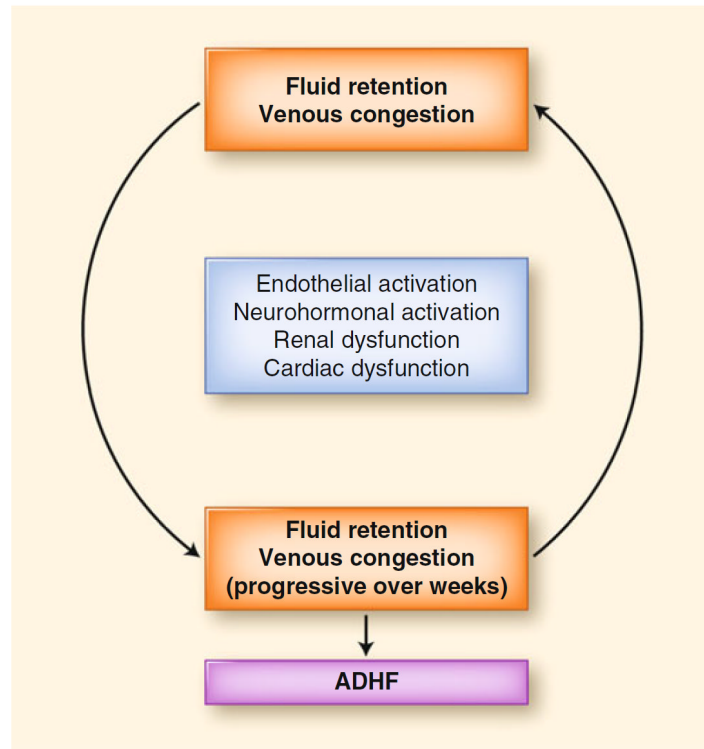 Fluid retention
Venous congestion
Endothelial activation
Neurohormonal activation
Renal dysfunction
Cardiac dysfunction
Fluid retention
Venous congestion
(progressive over weeks)
ADHF